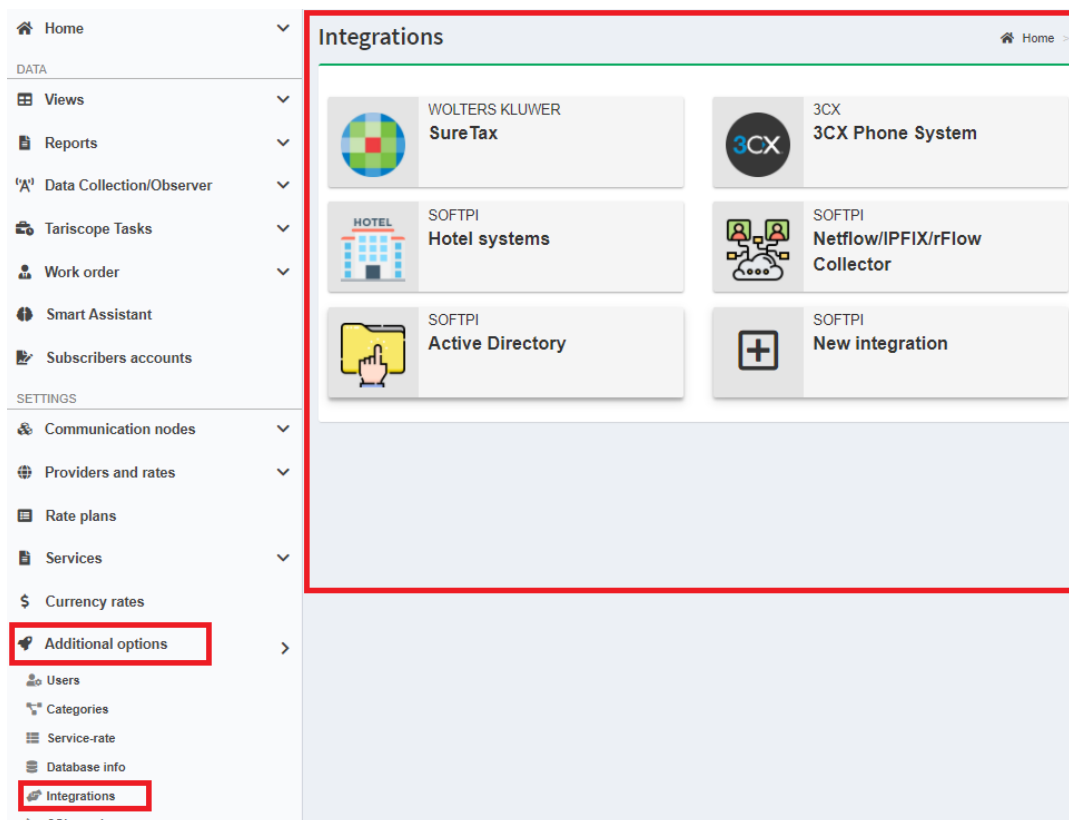 Home
DATA
Views
Reports
Data Collection/Observer
Tariscope Tasks
Work order
Smart Assistant
Subscribers accounts
SETTINGS
Communication nodes
Providers and rates
Rate plans
Services
$ Currency rates
Additional options
Users
Categories
Service-rate
Database info
Integrations
Integrations
Home >
WOLTERS KLUWER
SureTax
3CX
3CX
3CX Phone System
HOTEL
SOFTPI
Hotel systems
SOFTPI
Netflow/IPFIX/rFlow
Collector
SOFTPI
Active Directory
SOFTPI
New integration